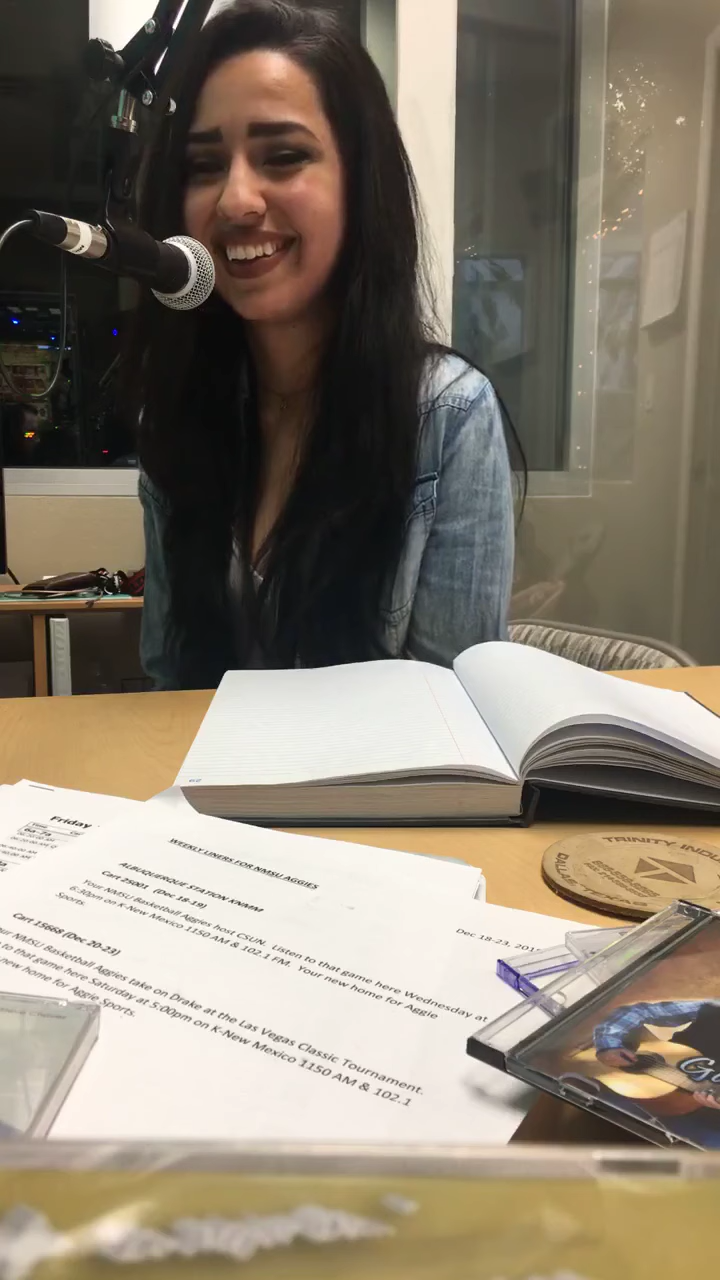 Friday
6a-7a
WEEKLY LINERS FOR NMSU AGGIES
ALBUQUERQUE STATION KNMM
Cart 25001 (Dec 18-19)
Your NMSU Basketball Aggies host CSUN. Listen to that game here Wednesday at
6:30pm on K-New Mexico 1150 AM & 102.1 FM. Your new home for Aggie
Sports.
Dec 18-23, 201
Cart 15668 (Dec 20-23)
ur NMSU Basketball Aggies take on Drake at the Las Vegas Classic Tournament.
to that game here Saturday at 5:00pm on K-New Mexico 1150 AM & 102.1
new home for Aggie Sports.
TRINITY INDU
DALLAS TEXAS